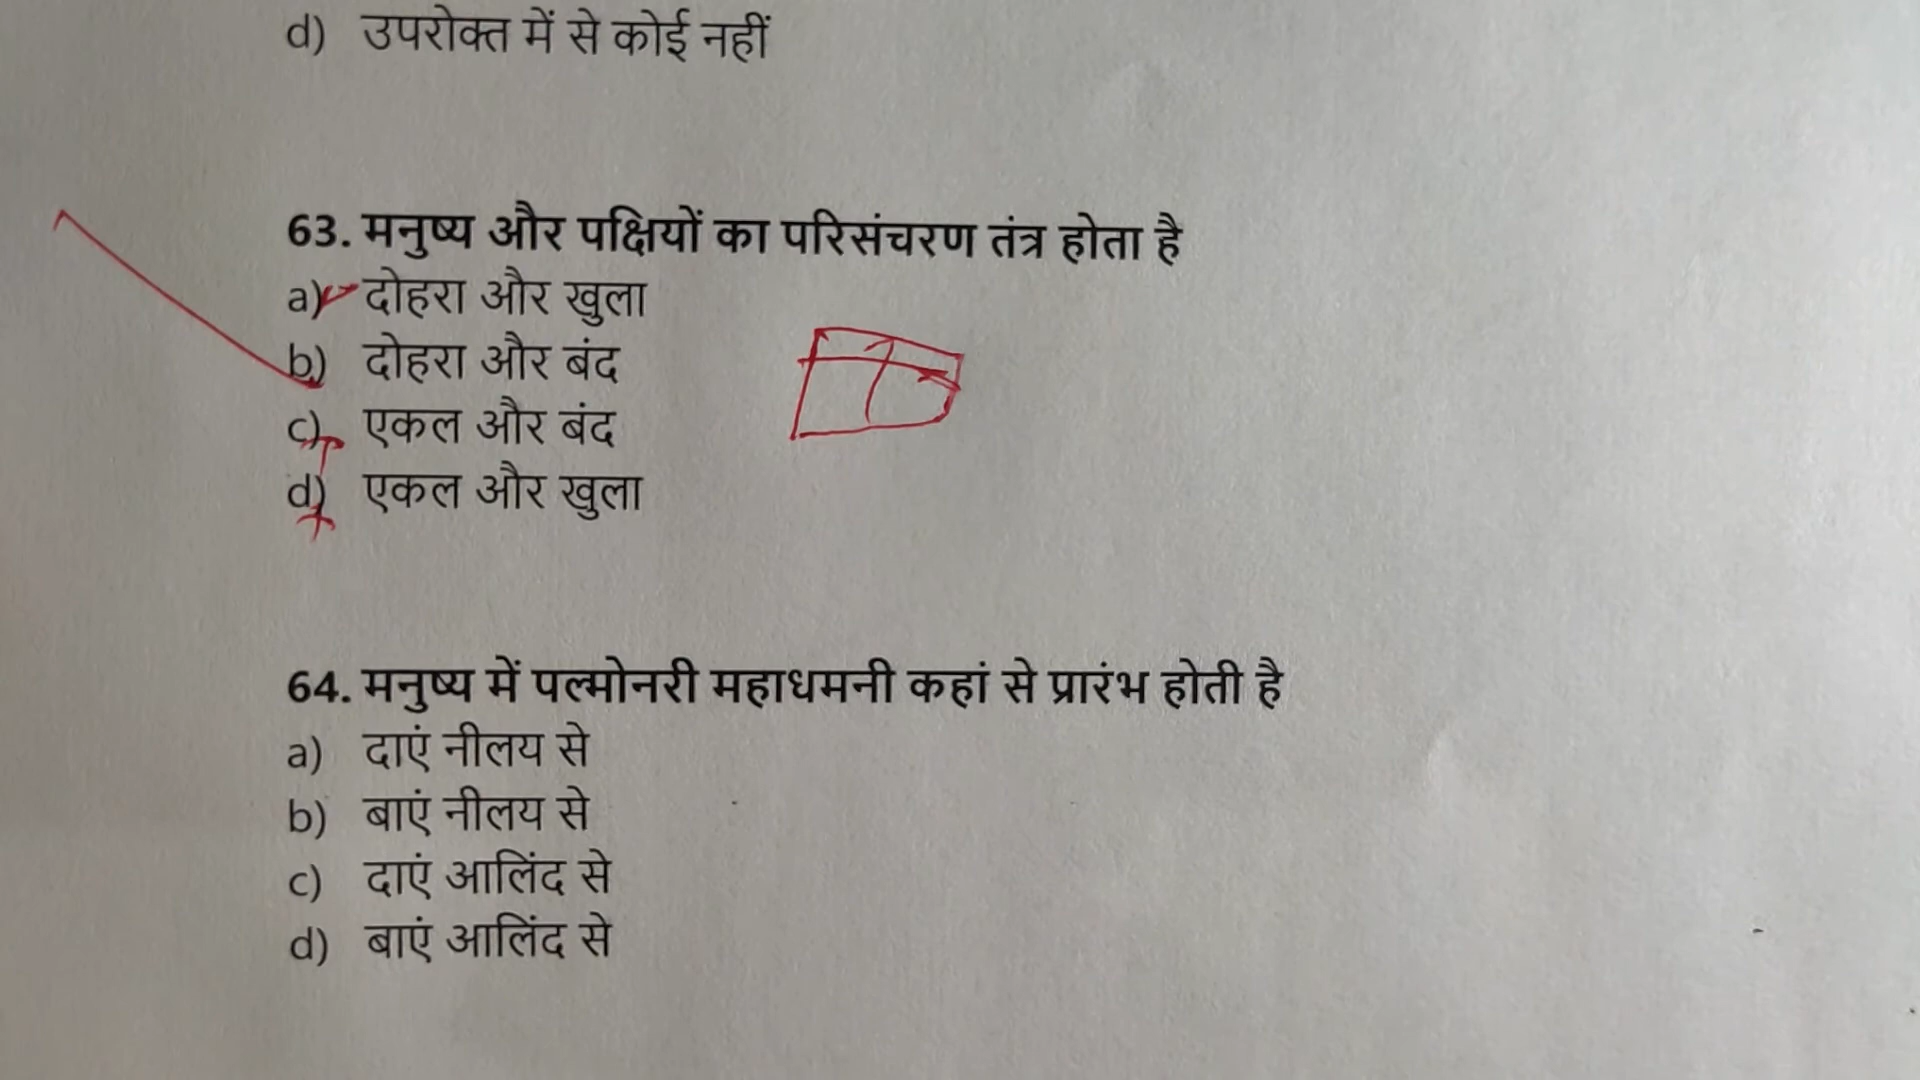 d) उपरोक्त में से कोई नहीं
63. मनुष्य और पक्षियों का परिसंचरण तंत्र होता है
a) दोहरा और खुला
b) दोहरा और बंद
c) एकल और बंद
d) एकल और खुला
64. मनुष्य में पल्मोनरी महाधमनी कहां से प्रारंभ होती है
a) दाएं नीलय से
b) बाएं नीलय से
c) दाएं आलिंद से
d) बाएं आलिंद से